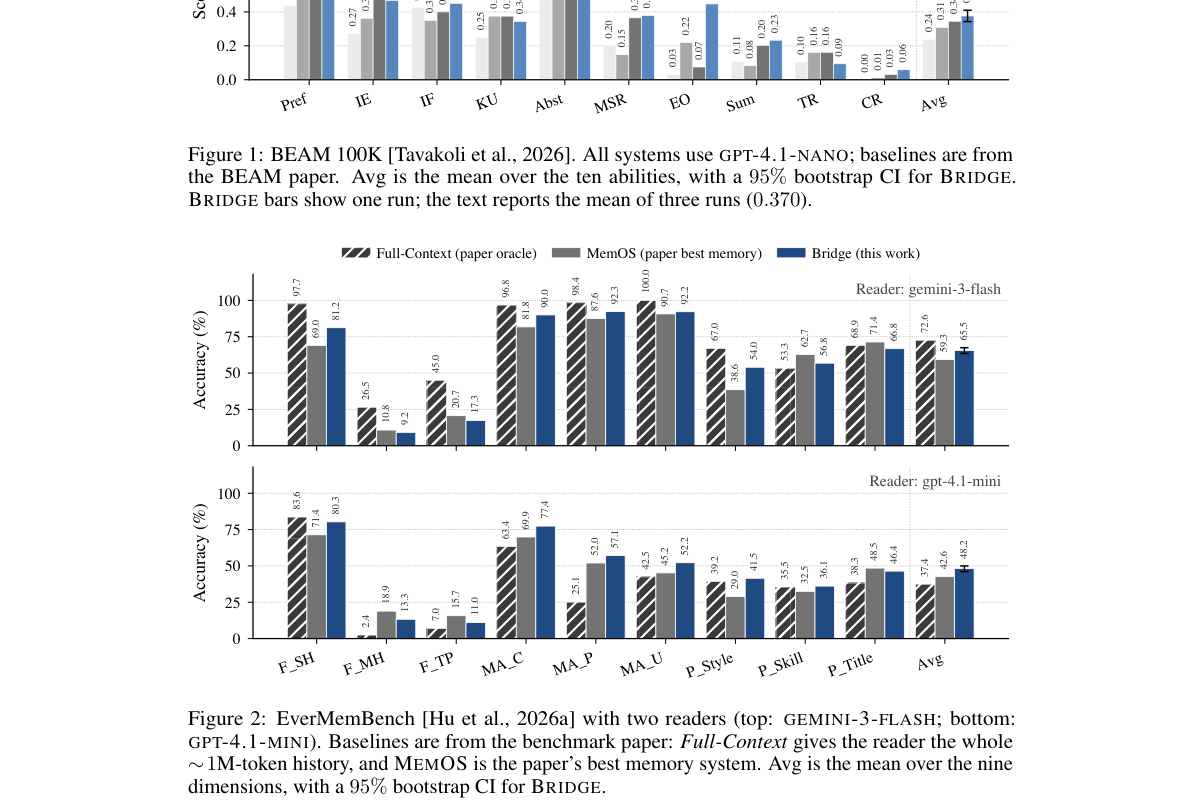 Sc
0.4
0.2
0.0
0.27
0.25
0.20
0.15
0.03
0.22
0.07
0.11
0.08
0.20
0.23
0.10
0.16
0.16
0.09
0.00
0.01
0.03
0.06
0.24
0.31
Pref IE IF KU Abst MSR EO Sum TR CR Avg
Figure 1: BEAM 100K [Tavakoli et al., 2026]. All systems use GPT-4.1-NANO; baselines are from
the BEAM paper. Avg is the mean over the ten abilities, with a 95% bootstrap CI for BRIDGE.
BRIDGE bars show one run; the text reports the mean of three runs (0.370).
Full-Context (paper oracle) MemOS (paper best memory) Bridge (this work)
Reader: gemini-3-flash
Accuracy (%)
100
75
50
25
0
97.7 69.0 81.2
26.5 10.8 9.2
45.0 20.7 17.3
96.8 81.8 90.0
98.4 87.6 92.3
100.0 90.7 92.2
67.0 38.6 54.0
53.3 62.7 56.8
68.9 71.4 66.8
72.6 59.3 65.5
Reader: gpt-4.1-mini
Accuracy (%)
100
75
50
25
0
83.6 71.4 80.3
2.4 18.9 13.3
7.0 15.7 11.0
63.4 69.9 77.4
25.1 52.0 57.1
42.5 45.2 52.2
39.2 29.0 41.5
35.5 32.5 36.1
38.3 48.5 46.4
37.4 42.6 48.2
F_SH F_MH F_TP MA_C MA_P MA_U P_Style P_Skill P_Title Avg
Figure 2: EverMemBench [Hu et al., 2026a] with two readers (top: GEMINI-3-FLASH; bottom:
GPT-4.1-MINI). Baselines are from the benchmark paper: Full-Context gives the reader the whole
∼1M-token history, and MEMOS is the paper's best memory system. Avg is the mean over the nine
dimensions, with a 95% bootstrap CI for BRIDGE.